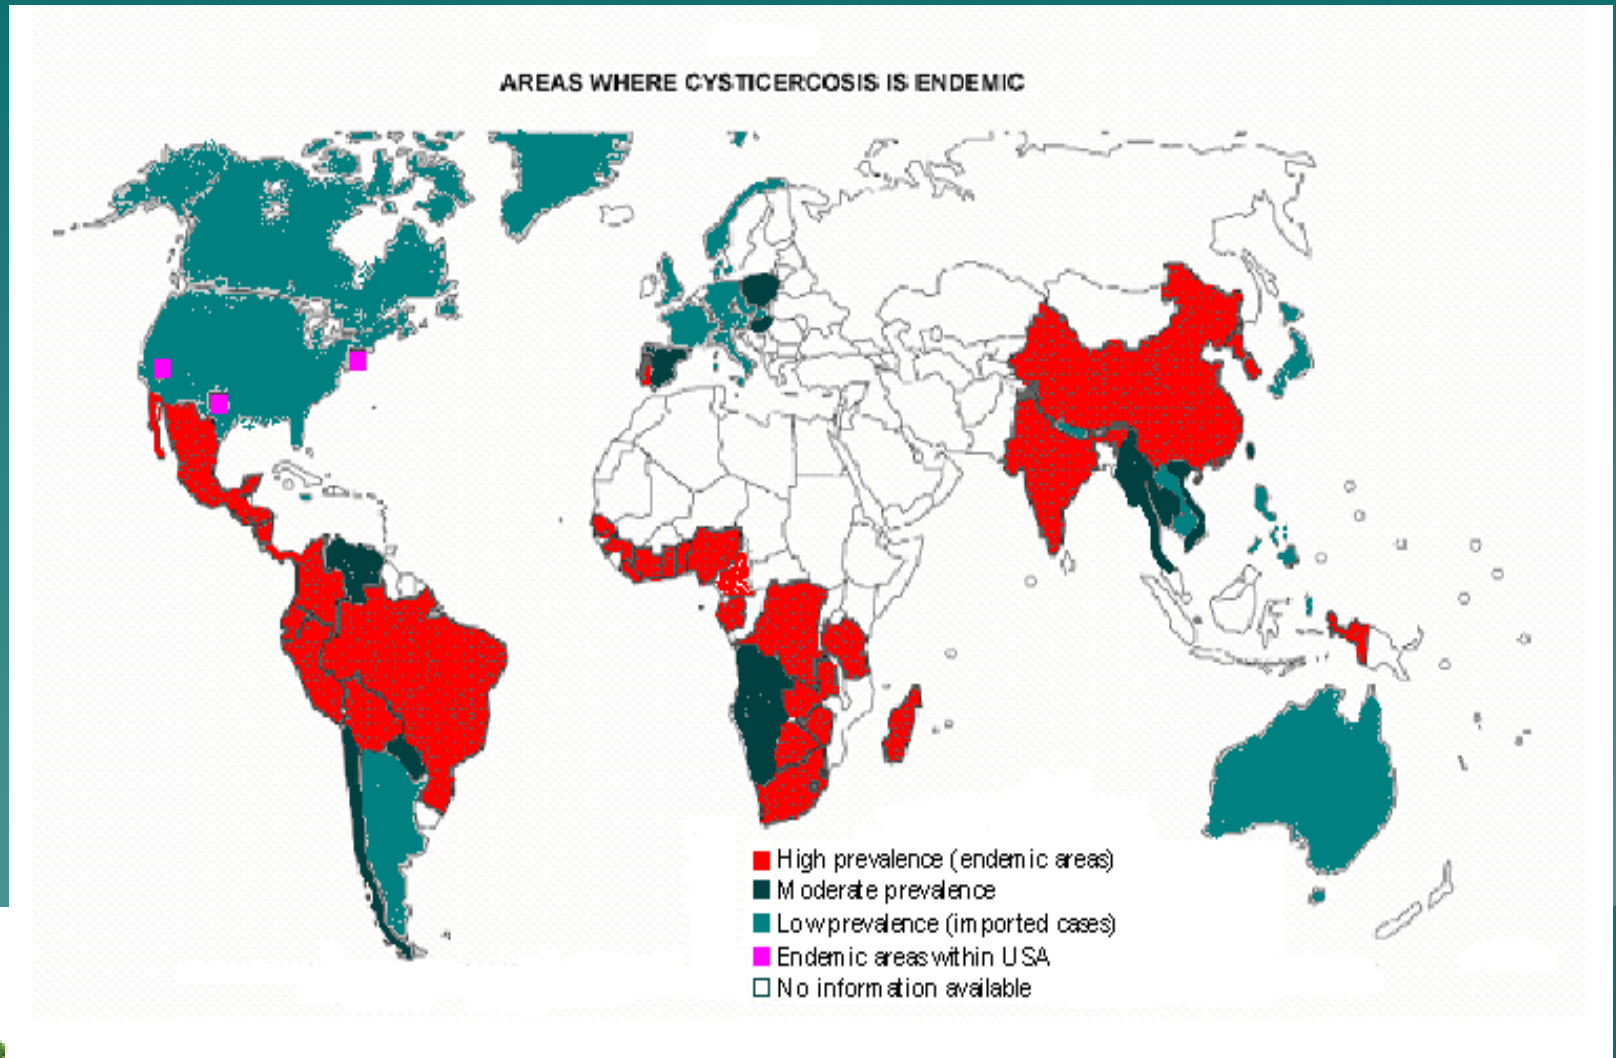 AREAS WHERE CYSTICERCOSIS IS ENDEMIC
High prevalence (endemic areas)
Moderate prevalence
Low prevalence (imported cases)
Endemic areas within USA
No information available